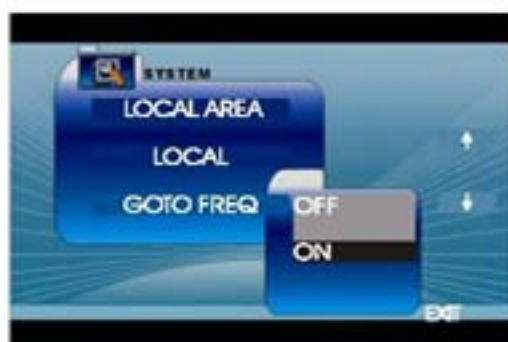 SYSTEM
LOCAL AREA
LOCAL
GOTO FREQ
OFF
ON
EXIT